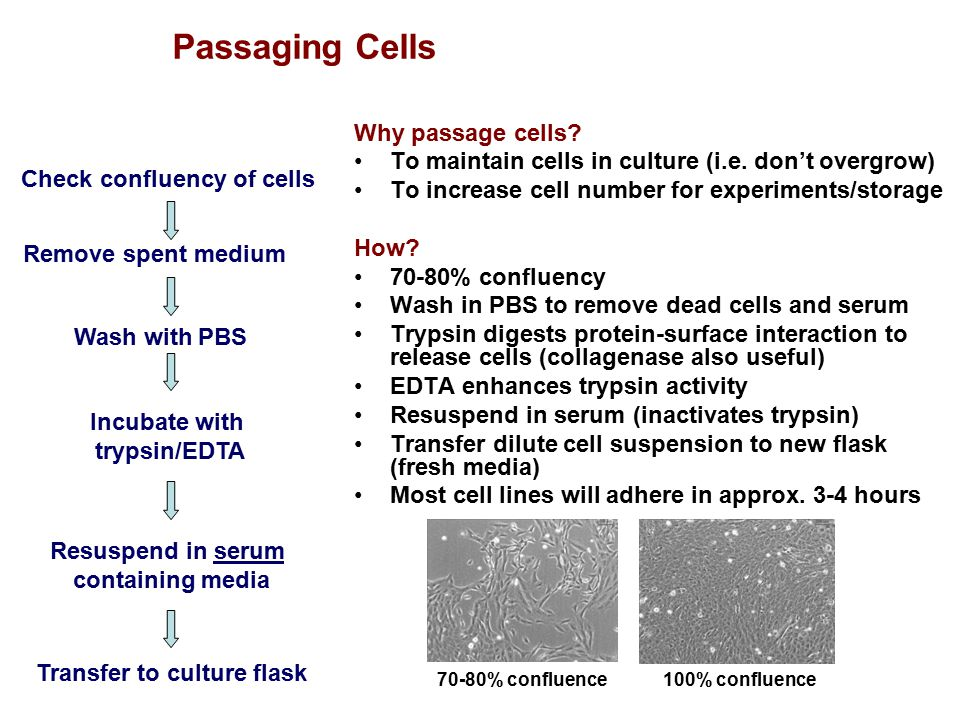 Passaging Cells
Check confluency of cells
Remove spent medium
Wash with PBS
Incubate with
trypsin/EDTA
Resuspend in serum
containing media
Transfer to culture flask
Why passage cells?
• To maintain cells in culture (i.e. don’t overgrow)
• To increase cell number for experiments/storage
How?
• 70-80% confluency
• Wash in PBS to remove dead cells and serum
• Trypsin digests protein-surface interaction to
release cells (collagenase also useful)
• EDTA enhances trypsin activity
• Resuspend in serum (inactivates trypsin)
• Transfer dilute cell suspension to new flask
(fresh media)
• Most cell lines will adhere in approx. 3-4 hours
70-80% confluence
100% confluence